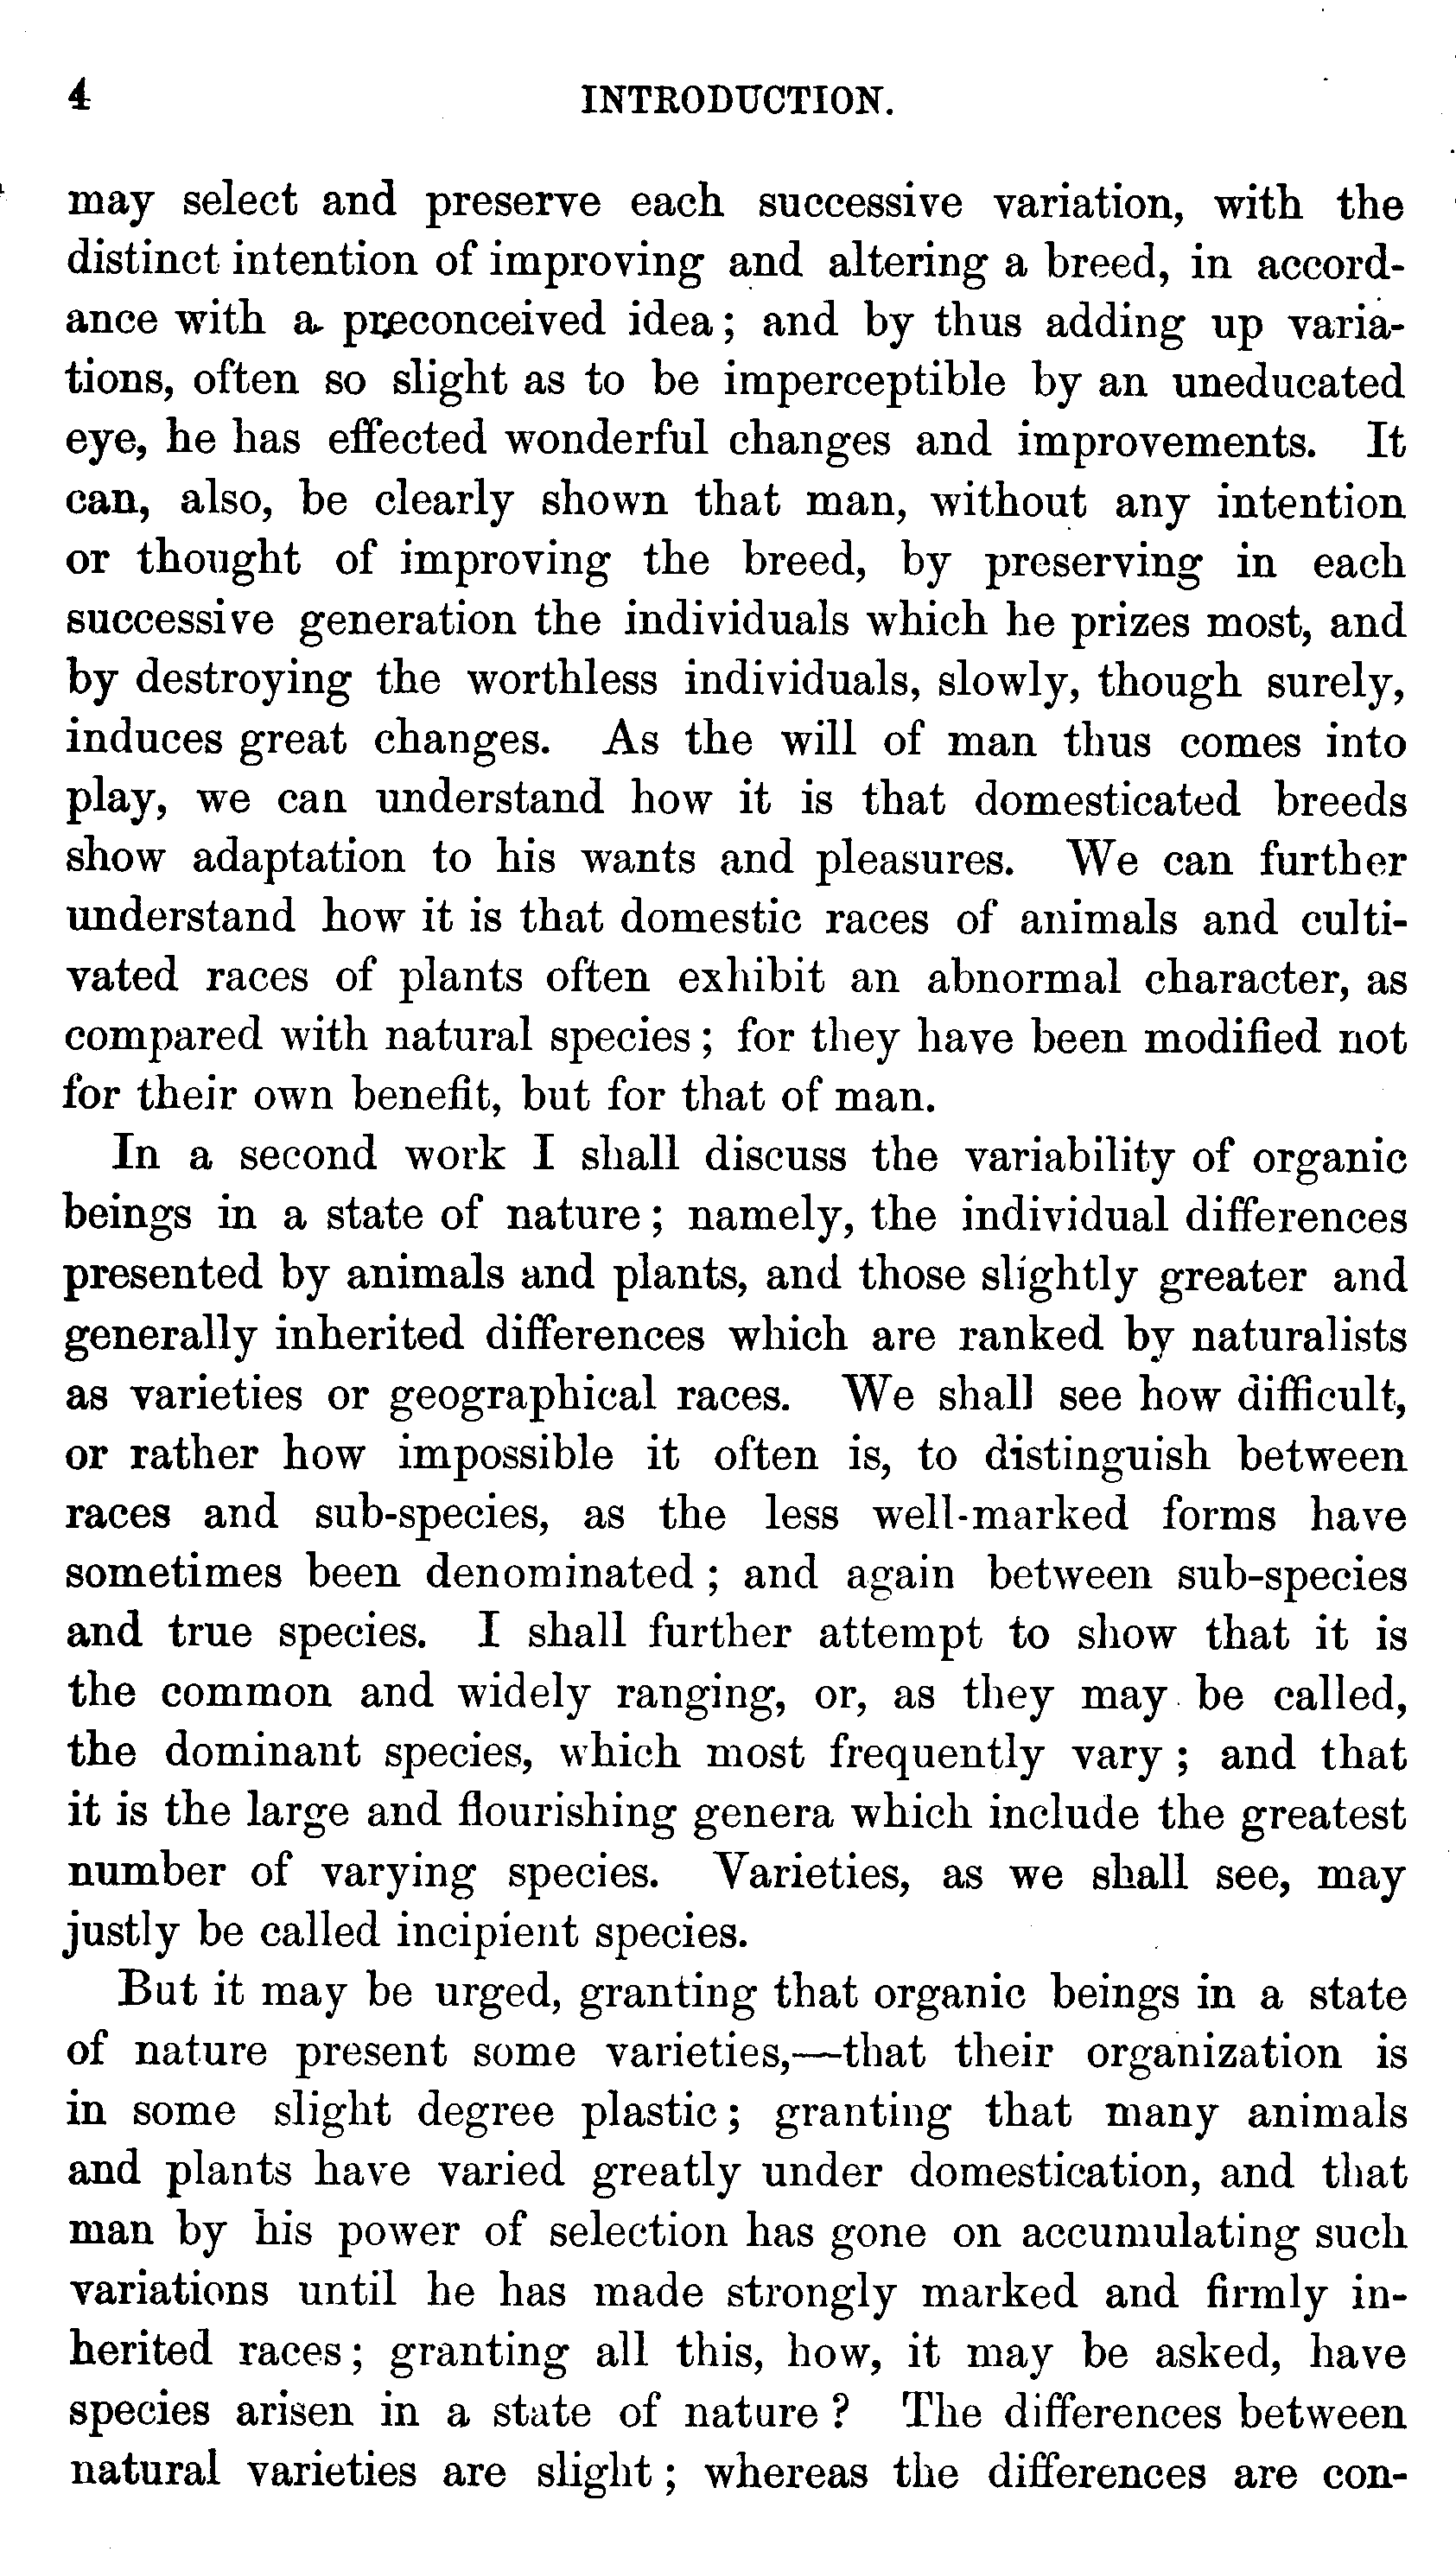 4 INTRODUCTION.
may select and preserve each successive variation, with the
distinct intention of improving and altering a breed, in accord-
ance with a preconceived idea; and by thus adding up varia-
tions, often so slight as to be imperceptible by an uneducated
eye, he has effected wonderful changes and improvements. It
can, also, be clearly shown that man, without any intention
or thought of improving the breed, by preserving in each
successive generation the individuals which he prizes most, and
by destroying the worthless individuals, slowly, though surely,
induces great changes. As the will of man thus comes into
play, we can understand how it is that domesticated breeds
show adaptation to his wants and pleasures. We can further
understand how it is that domestic races of animals and culti-
vated races of plants often exhibit an abnormal character, as
compared with natural species; for they have been modified not
for their own benefit, but for that of man.
In a second work I shall discuss the variability of organic
beings in a state of nature; namely, the individual differences
presented by animals and plants, and those slightly greater and
generally inherited differences which are ranked by naturalists
as varieties or geographical races. We shall see how difficult,
or rather how impossible it often is, to distinguish between
races and sub-species, as the less well-marked forms have
sometimes been denominated; and again between sub-species
and true species. I shall further attempt to show that it is
the common and widely ranging, or, as they may be called,
the dominant species, which most frequently vary; and that
it is the large and flourishing genera which include the greatest
number of varying species. Varieties, as we shall see, may
justly be called incipient species.
But it may be urged, granting that organic beings in a state
of nature present some varieties,—that their organization is
in some slight degree plastic; granting that many animals
and plants have varied greatly under domestication, and that
man by his power of selection has gone on accumulating such
variations until he has made strongly marked and firmly in-
herited races; granting all this, how, it may be asked, have
species arisen in a state of nature? The differences between
natural varieties are slight; whereas the differences are con-